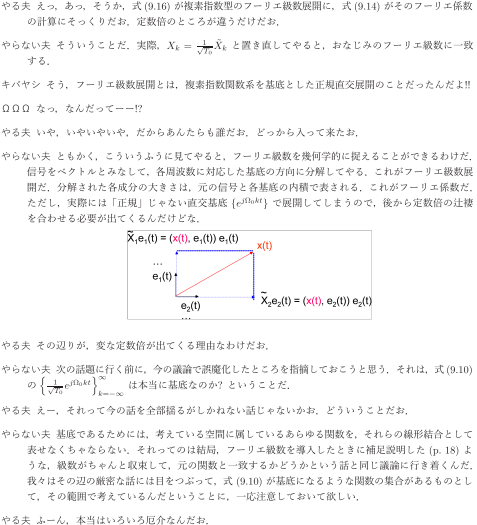 やる夫 えっ,あっ,そうか,式 (9.16) が複素指数型のフーリエ級数展開に,式 (9.14) がそのフーリエ係数
の計算にそっくりだお.定数倍のところが違うだけだお.
やらない夫 そういうことだ.実際,$X_k = \frac{1}{\sqrt{T_0}} \tilde{X}_k$ と置き直してやると,おなじみのフーリエ級数に一致
する.
キバヤシ そう,フーリエ級数展開とは,複素指数関数系を基底とした正規直交展開のことだったんだよ!!
ΩΩΩ なっ,なんだってーー!?
やる夫 いや,いやいやいや,だからあんたらも誰だお.どっから入って来たお.
やらない夫 ともかく,こういうふうに見てやると,フーリエ級数を幾何学的に捉えることができるわけだ.
信号をベクトルとみなして,各周波数に対応した基底の方向に分解してやる.これがフーリエ級数展
開だ.分解された各成分の大きさは,元の信号と各基底の内積で表される.これがフーリエ係数だ.
ただし,実際には「正規」じゃない直交基底 $\{e^{j\Omega_0 kt}\}$ で展開してしまうので,後から定数倍の辻褄
を合わせる必要が出てくるんだけどな.
X̃1e1(t) = (x(t), e1(t)) e1(t)
x(t)
...
e1(t)
X̃2e2(t) = (x(t), e2(t)) e2(t)
e2(t)
...
やる夫 その辺りが,変な定数倍が出てくる理由なわけだお.
やらない夫 次の話題に行く前に,今の議論で誤魔化したところを指摘しておこうと思う.それは,式 (9.10)
の $\left\{\frac{1}{\sqrt{T_0}} e^{j\Omega_0 kt}\right\}_{k=-\infty}^{\infty}$ は本当に基底なのか? ということだ.
やる夫 えー,それって今の話を全部揺るがしかねない話じゃないかお.どういうことだお.
やらない夫 基底であるためには,考えている空間に属しているあらゆる関数を,それらの線形結合として
表せなくちゃならない.それってのは結局,フーリエ級数を導入したときに補足説明した (p. 18) よ
うな,級数がちゃんと収束して,元の関数と一致するかどうかという話と同じ議論に行き着くんだ.
我々はその辺の厳密な話には目をつぶって,式 (9.10) が基底になるような関数の集合があるものとし
て,その範囲で考えているんだということに,一応注意しておいて欲しい.
やる夫 ふーん,本当はいろいろ厄介なんだお.